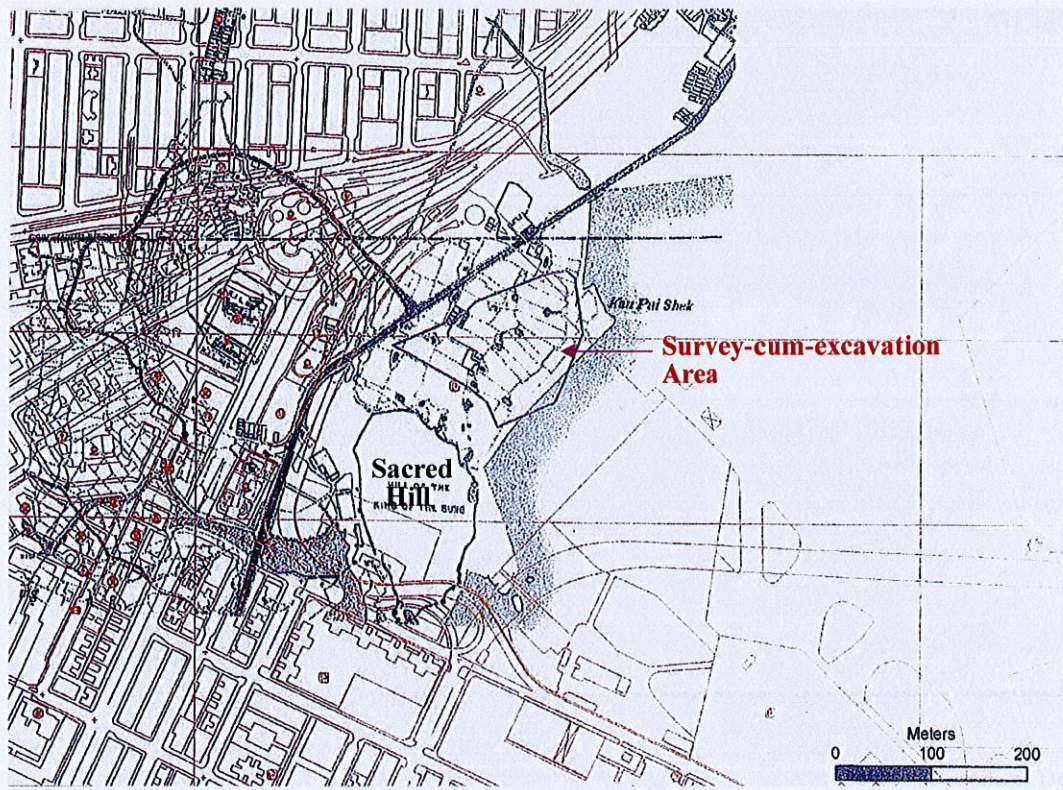 Kau Pui Shek
Survey-cum-excavation
Area
Sacred
Hill
HILL OF THE
KING OF THE SUNG
Meters
0 100 200